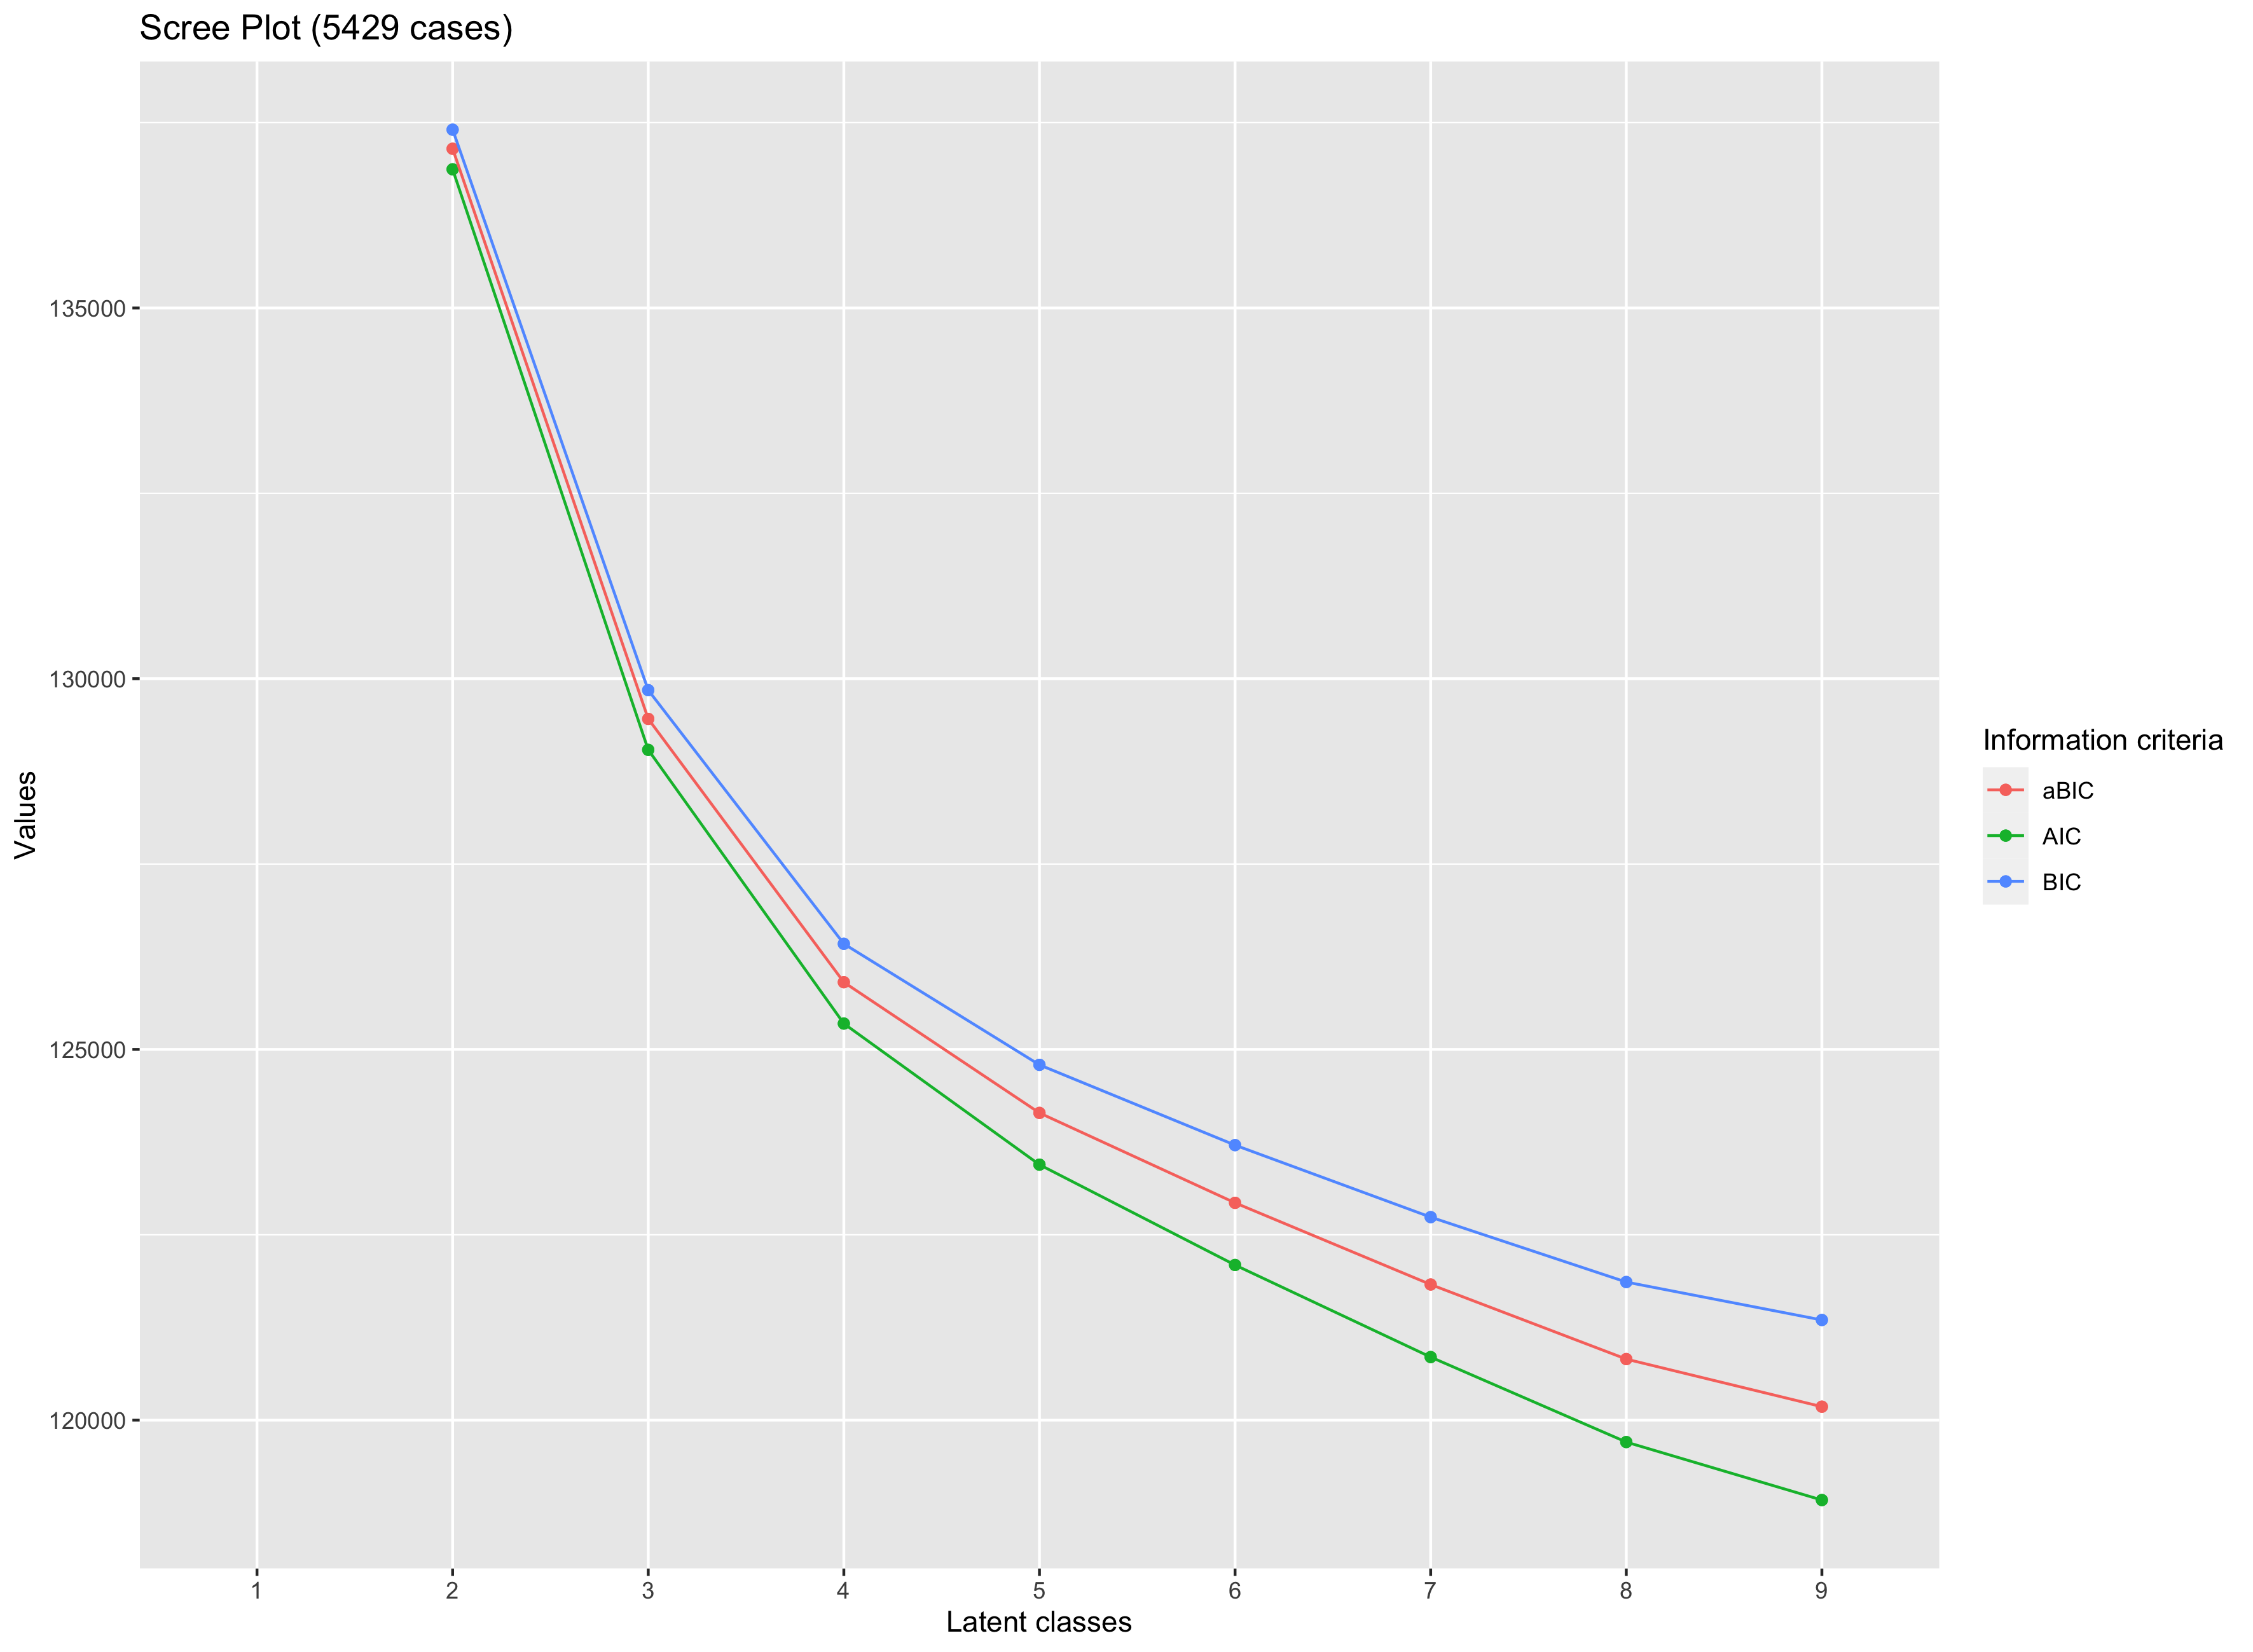 Scree Plot (5429 cases)
Values
135000
130000
125000
120000
1 2 3 4 5 6 7 8 9
Latent classes
Information criteria
aBIC
AIC
BIC